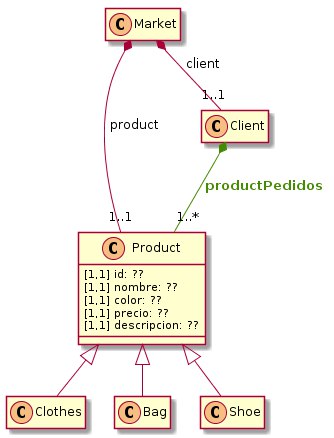 C Market
client
1..1
C Client
product
productPedidos
1..1
1..*
C Product
[1,1] id: ??
[1,1] nombre: ??
[1,1] color: ??
[1,1] precio: ??
[1,1] descripcion: ??
C Clothes
C Bag
C Shoe